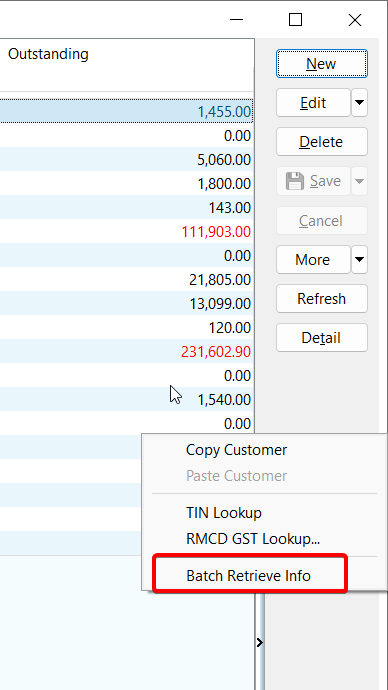 Outstanding
New
1,455.00
Edit
0.00
Delete
5,060.00
1,800.00
Save
143.00
Cancel
111,903.00
0.00
More
21,805.00
13,099.00
Refresh
120.00
Detail
231,602.90
0.00
1,540.00
0.00
Copy Customer
Paste Customer
TIN Lookup
RMCD GST Lookup...
Batch Retrieve Info